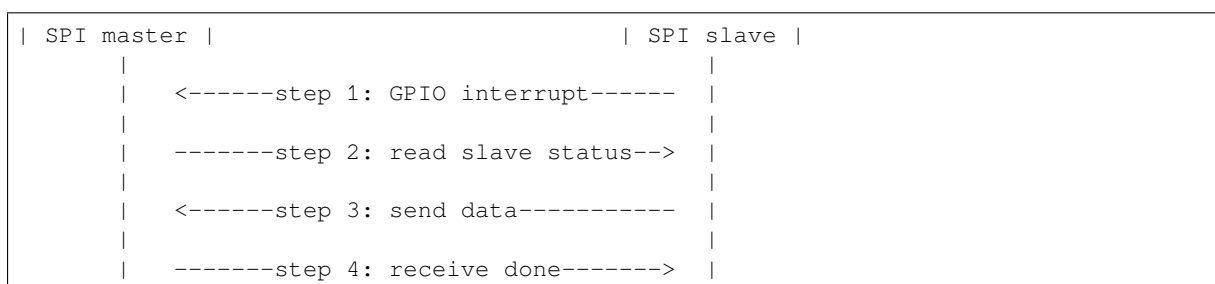 | SPI master |                                  | SPI slave |
       |                                                |
       |   <------step 1: GPIO interrupt------          |
       |                                                |
       |   -------step 2: read slave status-->          |
       |                                                |
       |   <------step 3: send data-----------          |
       |                                                |
       |   -------step 4: receive done------->          |